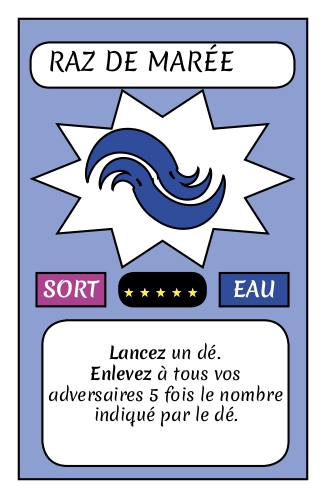 RAZ DE MARÉE
SORT
EAU
Lancez un dé.
Enlevez à tous vos
adversaires 5 fois le nombre
indiqué par le dé.